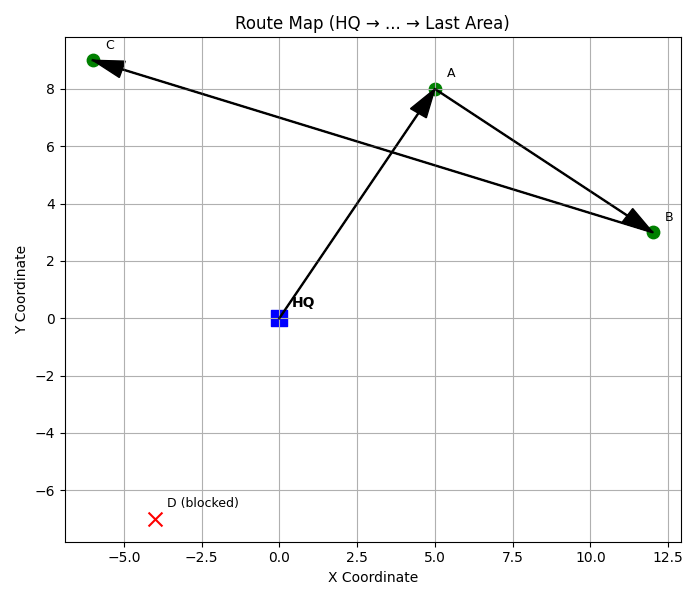 Route Map (HQ → ... → Last Area)
C
A
B
HQ
D (blocked)
8
6
4
2
0
−2
−4
−6
Y Coordinate
−5.0 −2.5 0.0 2.5 5.0 7.5 10.0 12.5
X Coordinate